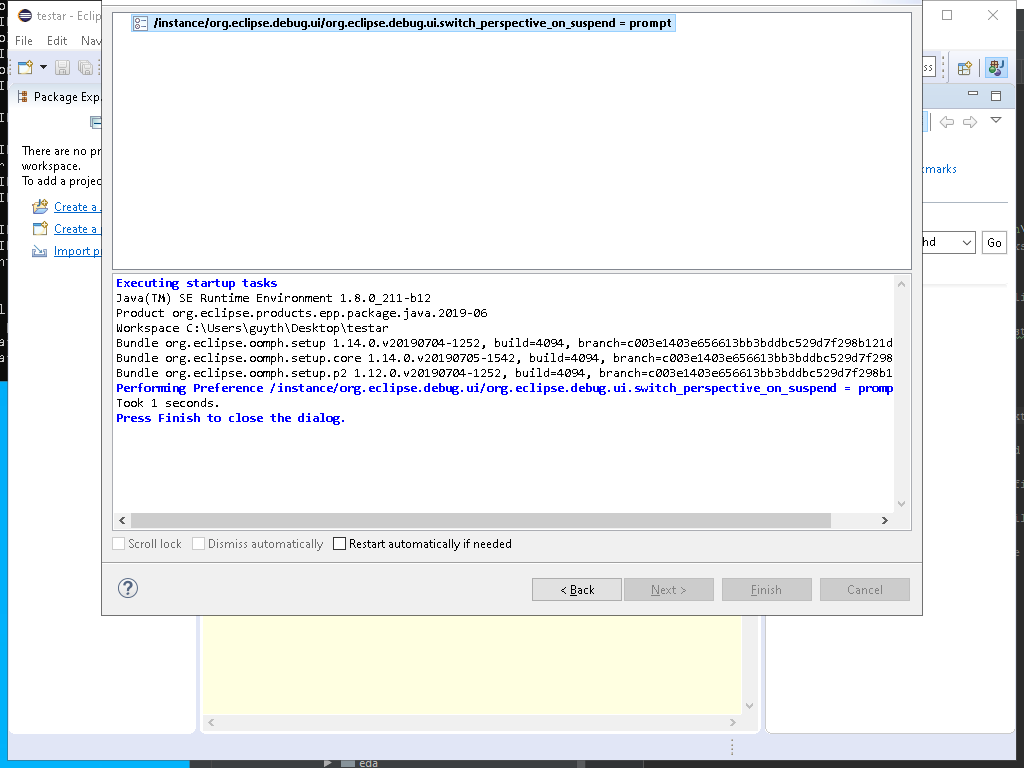 testar - Eclip
/instance/org.eclipse.debug.ui/org.eclipse.debug.ui.switch_perspective_on_suspend = prompt
File Edit Nav
ss
Package Exp
There are no pr
workspace.
To add a projec
marks
Create a
Create a
Import p
hd
Go
Executing startup tasks
Java(TM) SE Runtime Environment 1.8.0_211-b12
Product org.eclipse.products.epp.package.java.2019-06
Workspace C:\Users\guyth\Desktop\testar
Bundle org.eclipse.oomph.setup 1.14.0.v20190704-1252, build=4094, branch=c003e1403e656613bb3bddbc529d7f298b121d
Bundle org.eclipse.oomph.setup.core 1.14.0.v20190705-1542, build=4094, branch=c003e1403e656613bb3bddbc529d7f298
Bundle org.eclipse.oomph.setup.p2 1.12.0.v20190704-1252, build=4094, branch=c003e1403e656613bb3bddbc529d7f298b1
Performing Preference /instance/org.eclipse.debug.ui/org.eclipse.debug.ui.switch_perspective_on_suspend = promp
Took 1 seconds.
Press Finish to close the dialog.
Scroll lock Dismiss automatically Restart automatically if needed
?
< Back Next > Finish Cancel
eda